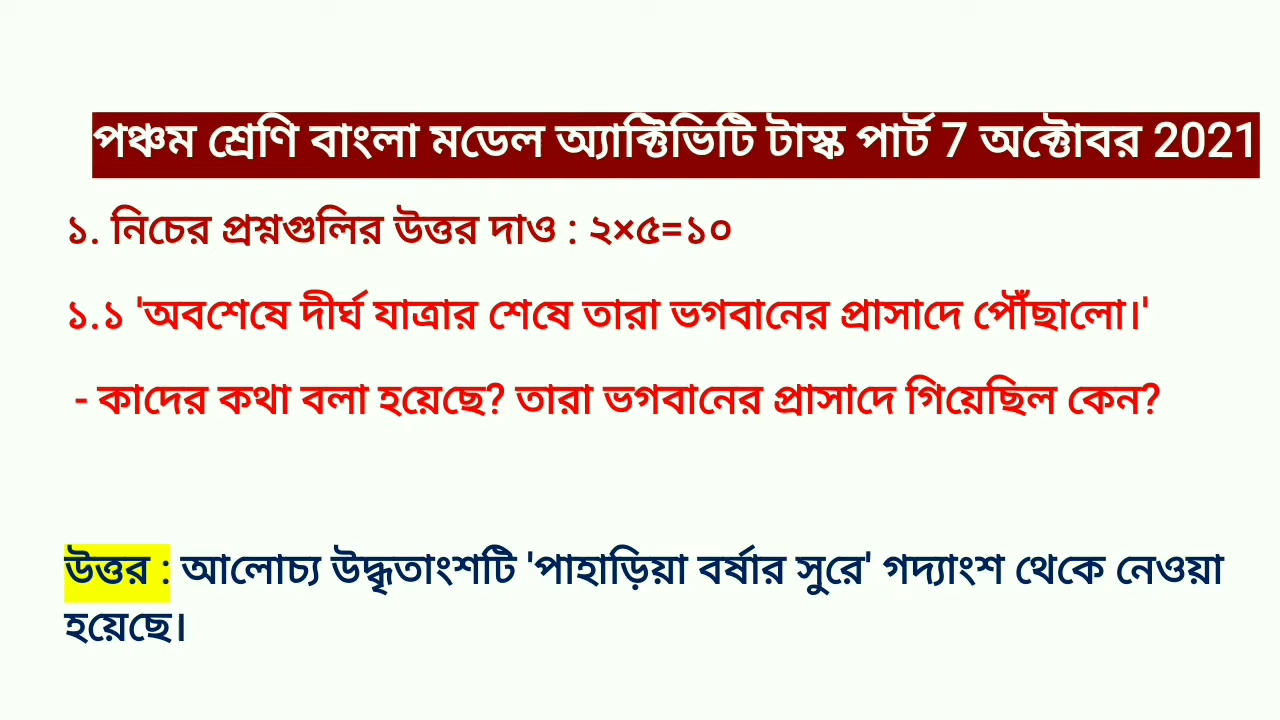 পঞ্চম শ্রেণি বাংলা মডেল অ্যাক্টিভিটি টাস্ক পার্ট 7 অক্টোবর 2021
১. নিচের প্রশ্নগুলির উত্তর দাও : ২×৫=১০
১.১ 'অবশেষে দীর্ঘ যাত্রার শেষে তারা ভগবানের প্রাসাদে পৌঁছালো।'
- কাদের কথা বলা হয়েছে? তারা ভগবানের প্রাসাদে গিয়েছিল কেন?
উত্তর : আলোচ্য উদ্ধৃতাংশটি 'পাহাড়িয়া বর্ষার সুরে' গদ্যাংশ থেকে নেওয়া
হয়েছে।